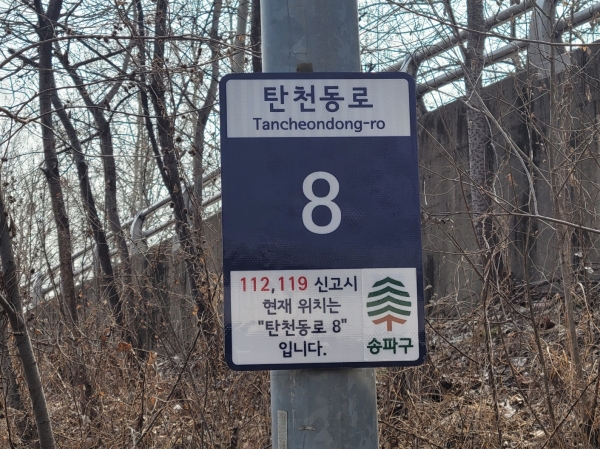 탄천동로
Tancheondong-ro
8
112,119 신고시
현재 위치는
"탄천동로 8"
입니다.
송파구